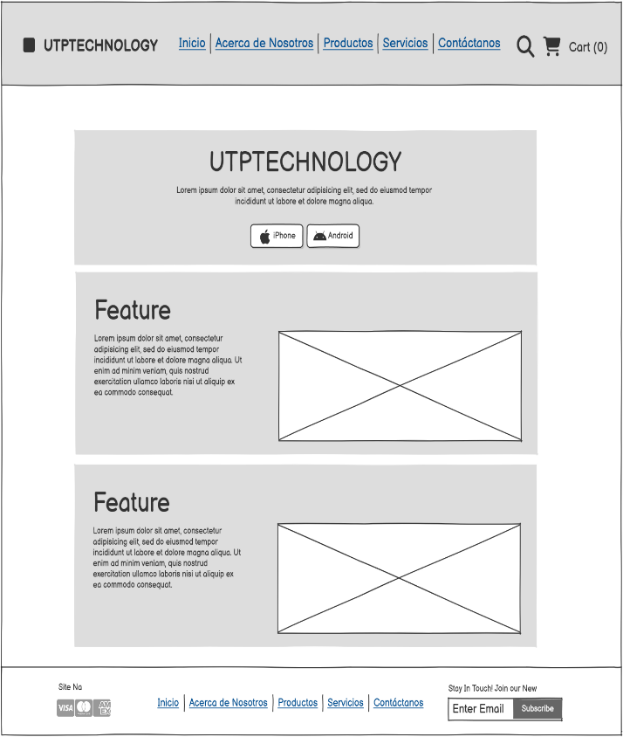 UTPTECHNOLOGY Inicio Acerca de Nosotros Productos Servicios Contáctanos Cart (0)
UTPTECHNOLOGY
Lorem ipsum dolor sit amet, consectetur adipisicing elit, sed do eiusmod tempor
incididunt ut labore et dolore magna aliqua.
iPhone Android
Feature
Lorem ipsum dolor sit amet, consectetur
adipisicing elit, sed do eiusmod tempor
incididunt ut labore et dolore magna aliqua. Ut
enim ad minim veniam, quis nostrud
exercitation ullamco laboris nisi ut aliquip ex
ea commodo consequat.
Feature
Lorem ipsum dolor sit amet, consectetur
adipisicing elit, sed do eiusmod tempor
incididunt ut labore et dolore magna aliqua. Ut
enim ad minim veniam, quis nostrud
exercitation ullamco laboris nisi ut aliquip ex
ea commodo consequat.
Site Na
VISA AM EX
Inicio Acerca de Nosotros Productos Servicios Contáctanos
Stay In Touch! Join our New
Enter Email Subscribe